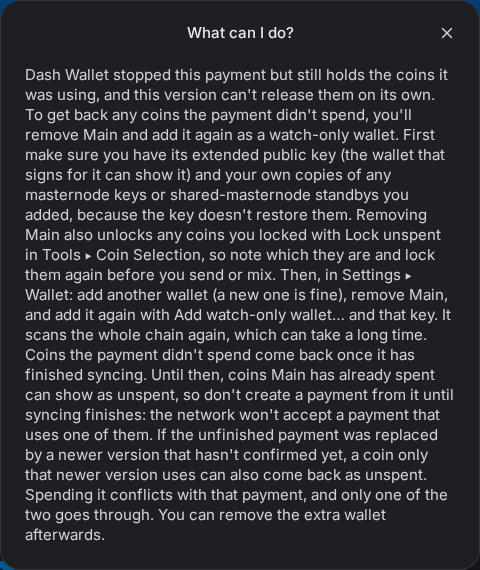 What can I do?
Dash Wallet stopped this payment but still holds the coins it
was using, and this version can't release them on its own.
To get back any coins the payment didn't spend, you'll
remove Main and add it again as a watch-only wallet. First
make sure you have its extended public key (the wallet that
signs for it can show it) and your own copies of any
masternode keys or shared-masternode standbys you
added, because the key doesn't restore them. Removing
Main also unlocks any coins you locked with Lock unspent
in Tools ▸ Coin Selection, so note which they are and lock
them again before you send or mix. Then, in Settings ▸
Wallet: add another wallet (a new one is fine), remove Main,
and add it again with Add watch-only wallet... and that key. It
scans the whole chain again, which can take a long time.
Coins the payment didn't spend come back once it has
finished syncing. Until then, coins Main has already spent
can show as unspent, so don't create a payment from it until
syncing finishes: the network won't accept a payment that
uses one of them. If the unfinished payment was replaced
by a newer version that hasn't confirmed yet, a coin only
that newer version uses can also come back as unspent.
Spending it conflicts with that payment, and only one of the
two goes through. You can remove the extra wallet
afterwards.